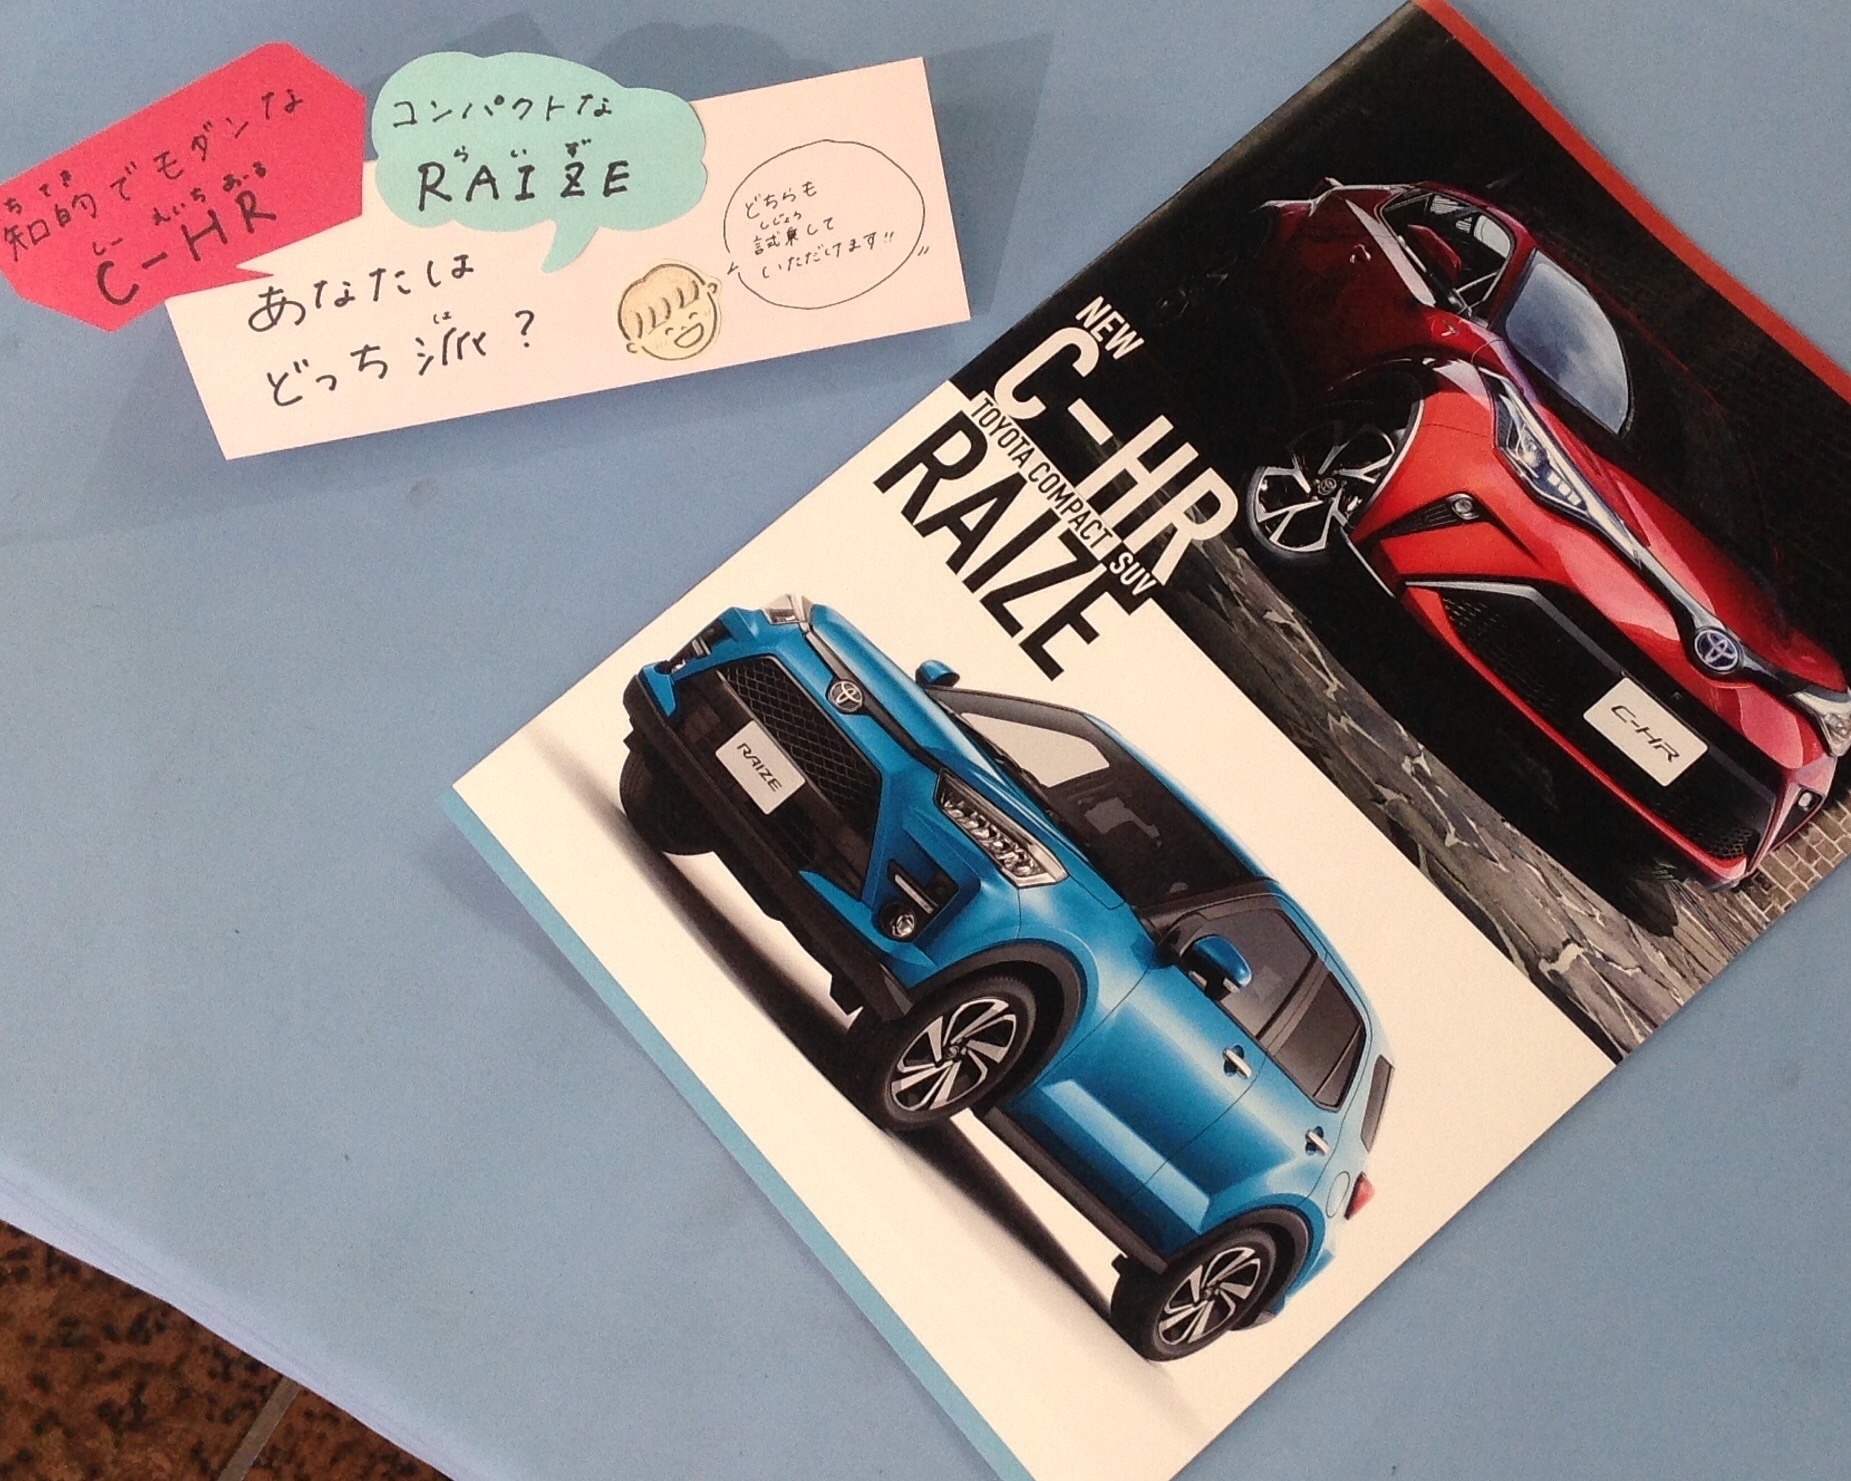 知的でモダンな
ちてき
C-HR
しーえいちあーる
コンパクトな
らいず
RAIZE
あなたは
どっち派?
は
どちらも
しじょう
試乗して
いただけます!!
NEW
C-HR
TOYOTA COMPACT SUV
RAIZE
C-HR
RAIZE